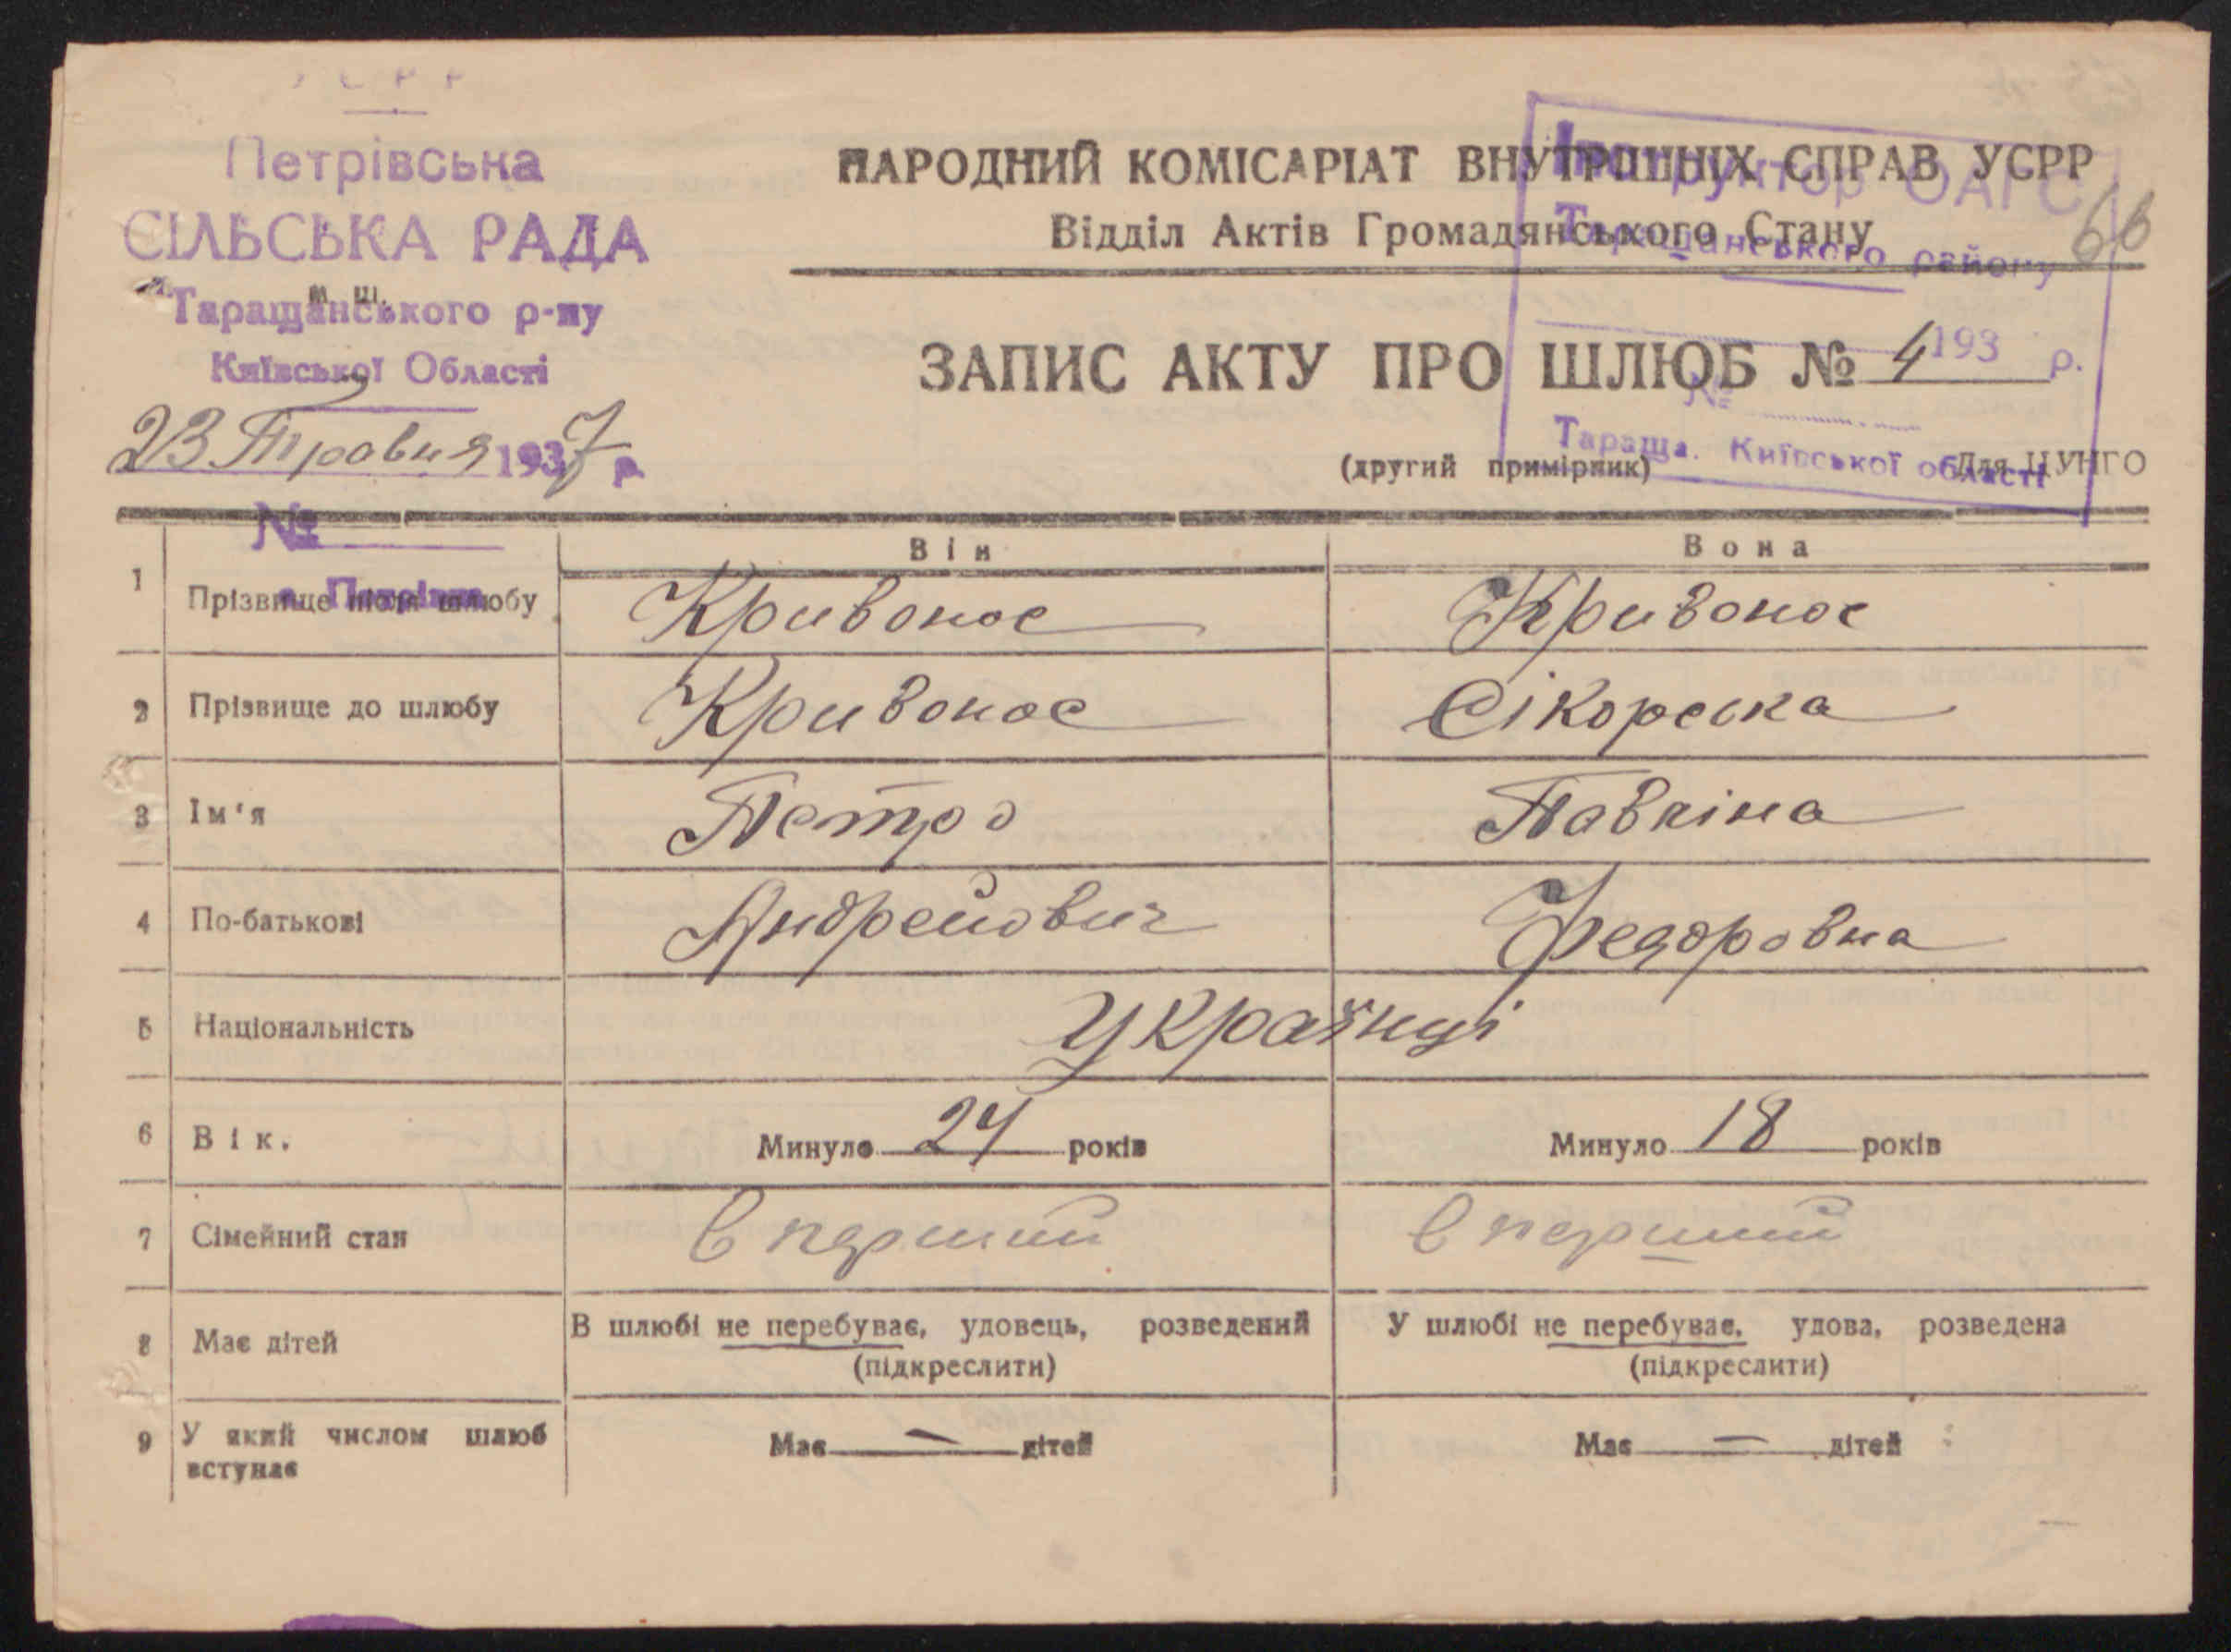 УСРР
Петрівська
СІЛЬСЬКА РАДА
Таращанського р-ну
Київської Області
23 Травня 1937 р.
№
с. Петрівка
НАРОДНИЙ КОМІСАРІАТ ВНУТРІШНІХ СПРАВ УСРР
Відділ Актів Громадянського Стану
Інструктор ОАГС
Таращанського району
193 р.
№
Тараща, Київської області
66
ЗАПИС АКТУ ПРО ШЛЮБ № 4
(другий примірник) Для ЦУНГО
Він Вона
1 Прізвище після шлюбу Кривонос Кривонос
2 Прізвище до шлюбу Кривонос Сікорська
3 Ім'я Петро Павліна
4 По-батькові Андрейович Федоровна
5 Національність Українці
6 Вік. Минуло 24 років Минуло 18 років
7 Сімейний стан В перший В перший
8 Має дітей В шлюбі не перебуває, удовець, розведений У шлюбі не перебуває, удова, розведена
(підкреслити) (підкреслити)
9 У який числом шлюб Має — дітей Має — дітей
вступає